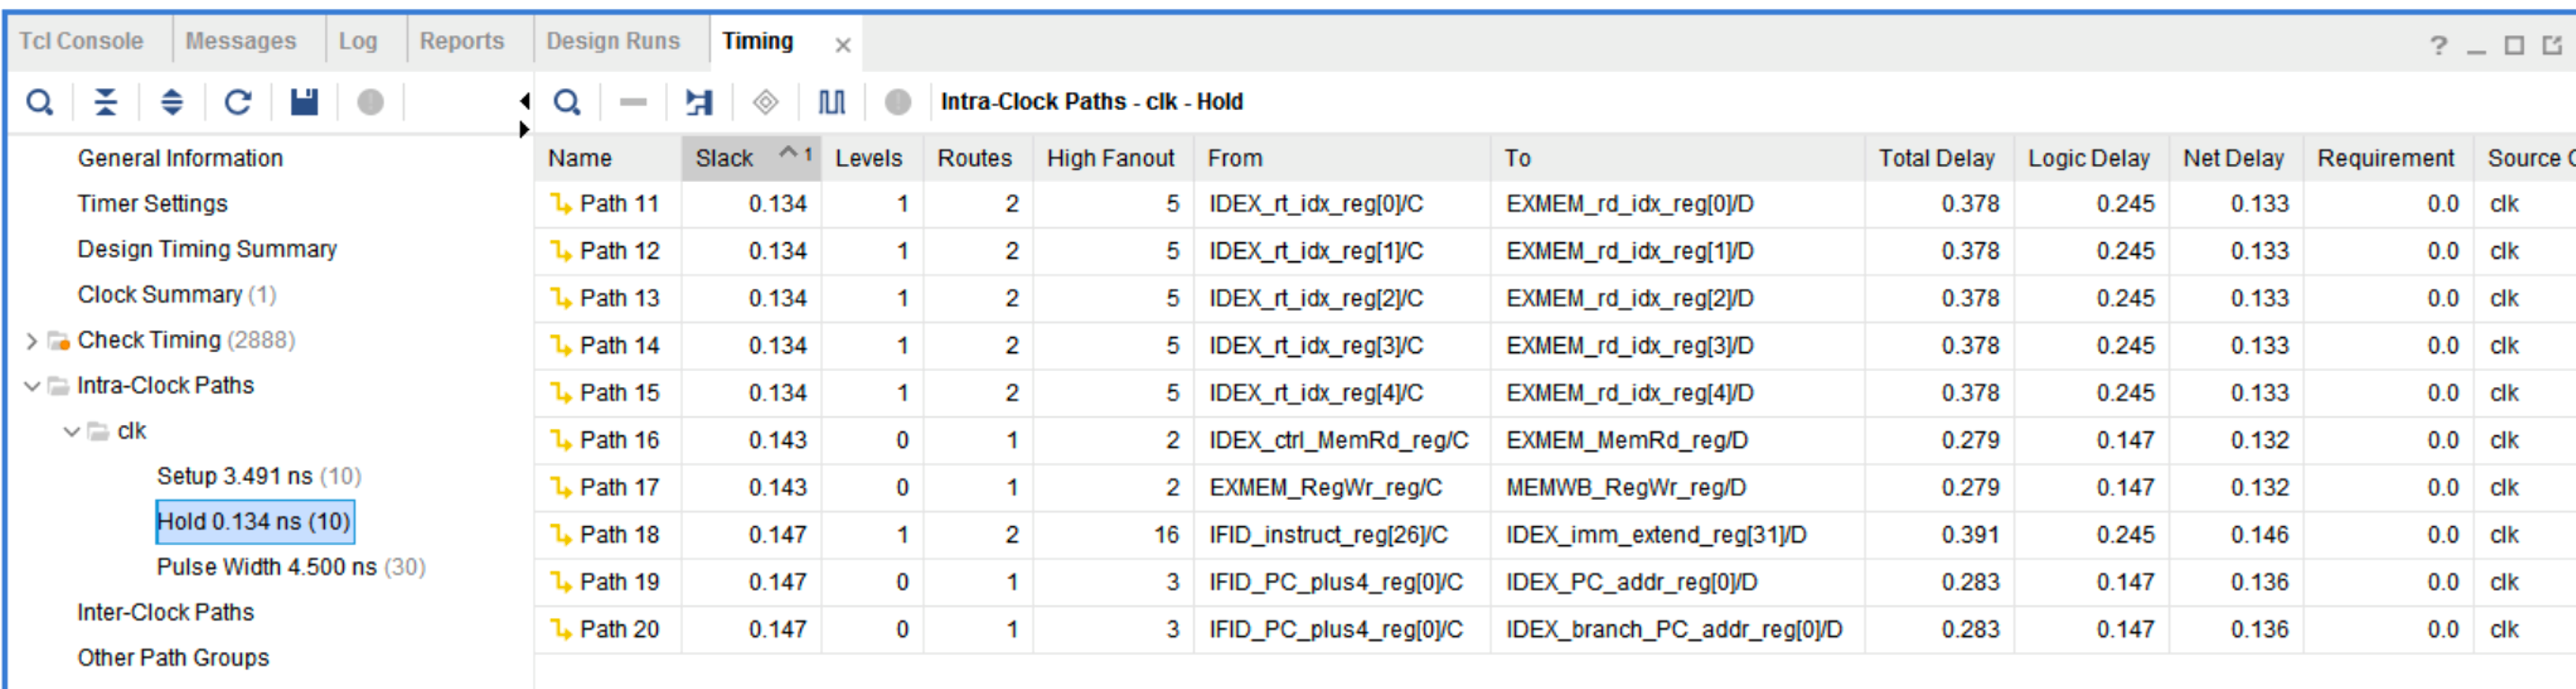 Tcl Console Messages Log Reports Design Runs Timing × ? _
Intra-Clock Paths - clk - Hold
General Information
Timer Settings
Design Timing Summary
Clock Summary (1)
Check Timing (2888)
Intra-Clock Paths
clk
Setup 3.491 ns (10)
Hold 0.134 ns (10)
Pulse Width 4.500 ns (30)
Inter-Clock Paths
Other Path Groups
Name Slack ^1 Levels Routes High Fanout From To Total Delay Logic Delay Net Delay Requirement Source C
Path 11 0.134 1 2 5 IDEX_rt_idx_reg[0]/C EXMEM_rd_idx_reg[0]/D 0.378 0.245 0.133 0.0 clk
Path 12 0.134 1 2 5 IDEX_rt_idx_reg[1]/C EXMEM_rd_idx_reg[1]/D 0.378 0.245 0.133 0.0 clk
Path 13 0.134 1 2 5 IDEX_rt_idx_reg[2]/C EXMEM_rd_idx_reg[2]/D 0.378 0.245 0.133 0.0 clk
Path 14 0.134 1 2 5 IDEX_rt_idx_reg[3]/C EXMEM_rd_idx_reg[3]/D 0.378 0.245 0.133 0.0 clk
Path 15 0.134 1 2 5 IDEX_rt_idx_reg[4]/C EXMEM_rd_idx_reg[4]/D 0.378 0.245 0.133 0.0 clk
Path 16 0.143 0 1 2 IDEX_ctrl_MemRd_reg/C EXMEM_MemRd_reg/D 0.279 0.147 0.132 0.0 clk
Path 17 0.143 0 1 2 EXMEM_RegWr_reg/C MEMWB_RegWr_reg/D 0.279 0.147 0.132 0.0 clk
Path 18 0.147 1 2 16 IFID_instruct_reg[26]/C IDEX_imm_extend_reg[31]/D 0.391 0.245 0.146 0.0 clk
Path 19 0.147 0 1 3 IFID_PC_plus4_reg[0]/C IDEX_PC_addr_reg[0]/D 0.283 0.147 0.136 0.0 clk
Path 20 0.147 0 1 3 IFID_PC_plus4_reg[0]/C IDEX_branch_PC_addr_reg[0]/D 0.283 0.147 0.136 0.0 clk